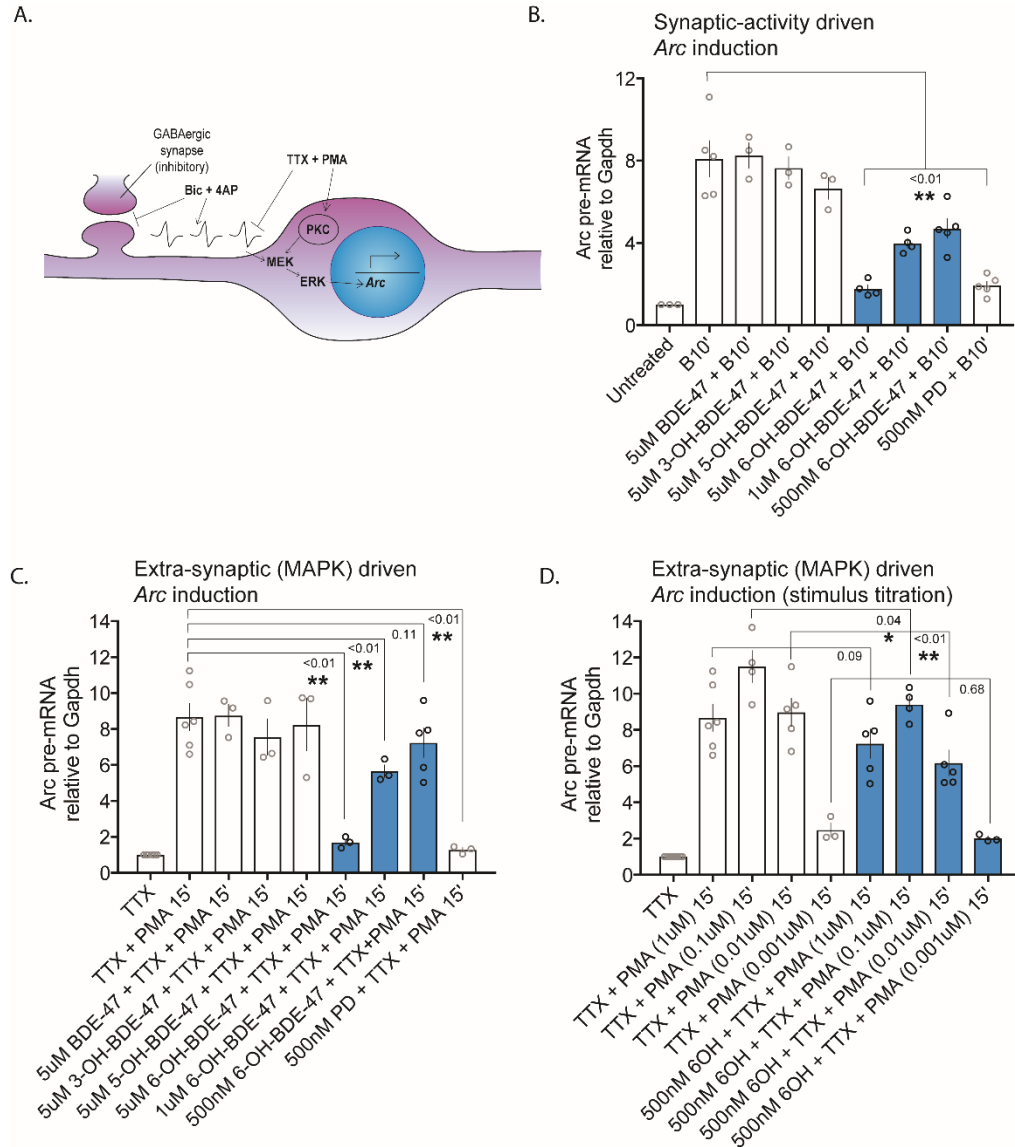 A.
GABAergic
synapse
(inhibitory)
Bic + 4AP
TTX + PMA
PKC
MEK
ERK
Arc
B.
Synaptic-activity driven
Arc induction
Arc pre-mRNA
relative to Gapdh
12
8
4
0
<0.01
**
Untreated
B10'
5uM BDE-47 + B10'
5uM 3-OH-BDE-47 + B10'
5uM 5-OH-BDE-47 + B10'
5uM 6-OH-BDE-47 + B10'
1uM 6-OH-BDE-47 + B10'
500nM 6-OH-BDE-47 + B10'
500nM PD + B10'
C.
Extra-synaptic (MAPK) driven
Arc induction
Arc pre-mRNA
relative to Gapdh
14
12
10
8
6
4
2
0
<0.01
**
0.11
<0.01
**
<0.01
**
TTX
TTX + PMA 15'
5uM BDE-47 + TTX + PMA 15'
5uM 3-OH-BDE-47 + TTX + PMA 15'
5uM 5-OH-BDE-47 + TTX + PMA 15'
5uM 6-OH-BDE-47 + TTX + PMA 15'
1uM 6-OH-BDE-47 + TTX + PMA 15'
500nM 6-OH-BDE-47 + TTX+PMA 15'
500nM PD + TTX + PMA 15'
D.
Extra-synaptic (MAPK) driven
Arc induction (stimulus titration)
Arc pre-mRNA
relative to Gapdh
14
12
10
8
6
4
2
0
0.04
*
<0.01
**
0.09
0.68
TTX
TTX + PMA (1uM) 15'
TTX + PMA (0.1uM) 15'
TTX + PMA (0.01uM) 15'
TTX + PMA (0.001uM) 15'
500nM 6OH + TTX + PMA (1uM) 15'
500nM 6OH + TTX + PMA (0.1uM) 15'
500nM 6OH + TTX + PMA (0.01uM) 15'
500nM 6OH + TTX + PMA (0.001uM) 15'